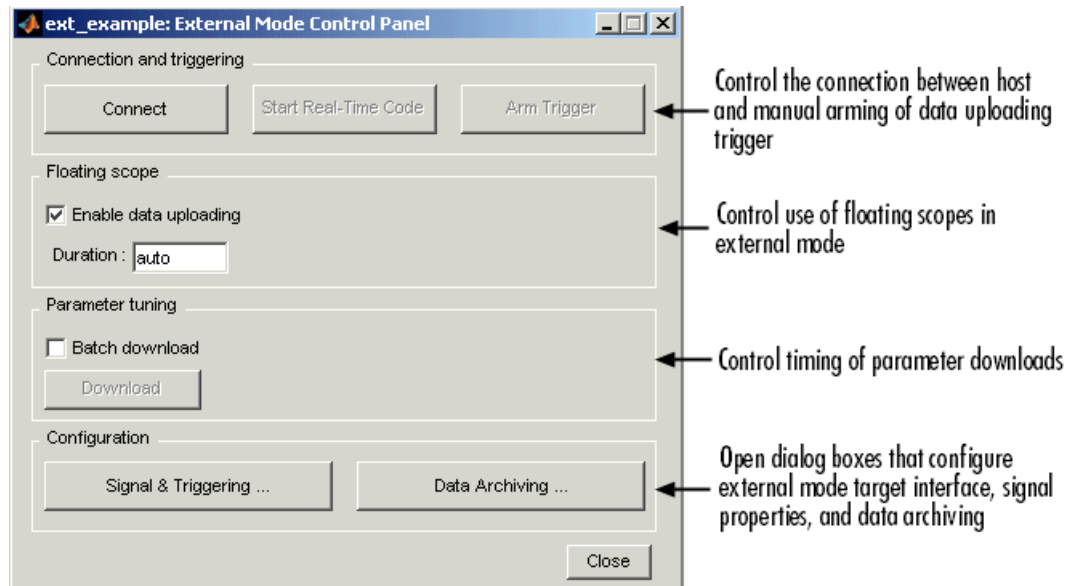 ext_example: External Mode Control Panel
Connection and triggering
Connect
Start Real-Time Code
Arm Trigger
Control the connection between host
and manual arming of data uploading
trigger
Floating scope
Enable data uploading
Duration : auto
Control use of floating scopes in
external mode
Parameter tuning
Batch download
Download
Control timing of parameter downloads
Configuration
Signal & Triggering ...
Data Archiving ...
Open dialog boxes that configure
external mode target interface, signal
properties, and data archiving
Close